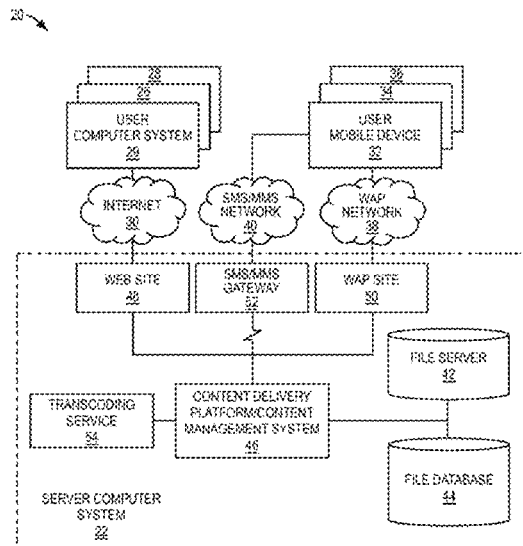 20
28
26
USER
COMPUTER SYSTEM
36
34
USER
MOBILE DEVICE
32
INTERNET
30
SMS/MMS
NETWORK
40
WAP
NETWORK
38
WEB SITE
48
SMS/MMS
GATEWAY
52
WAP SITE
50
FILE SERVER
42
TRANSCODING
SERVICE
54
CONTENT DELIVERY
PLATFORM/CONTENT
MANAGEMENT SYSTEM
46
FILE DATABASE
44
SERVER COMPUTER
SYSTEM
22